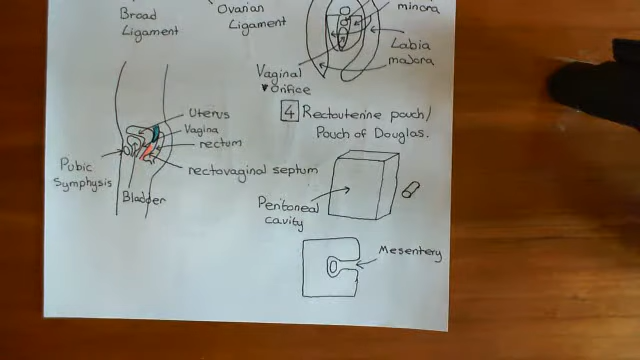 Broad
Ligament
Ovarian
Ligament
minora
Labia
majora
Vaginal
Orifice
4 Rectouterine pouch/
Pouch of Douglas.
Uterus
Vagina
rectum
rectovaginal septum
Pubic
Symphysis
Bladder
Peritoneal
cavity
Mesentery